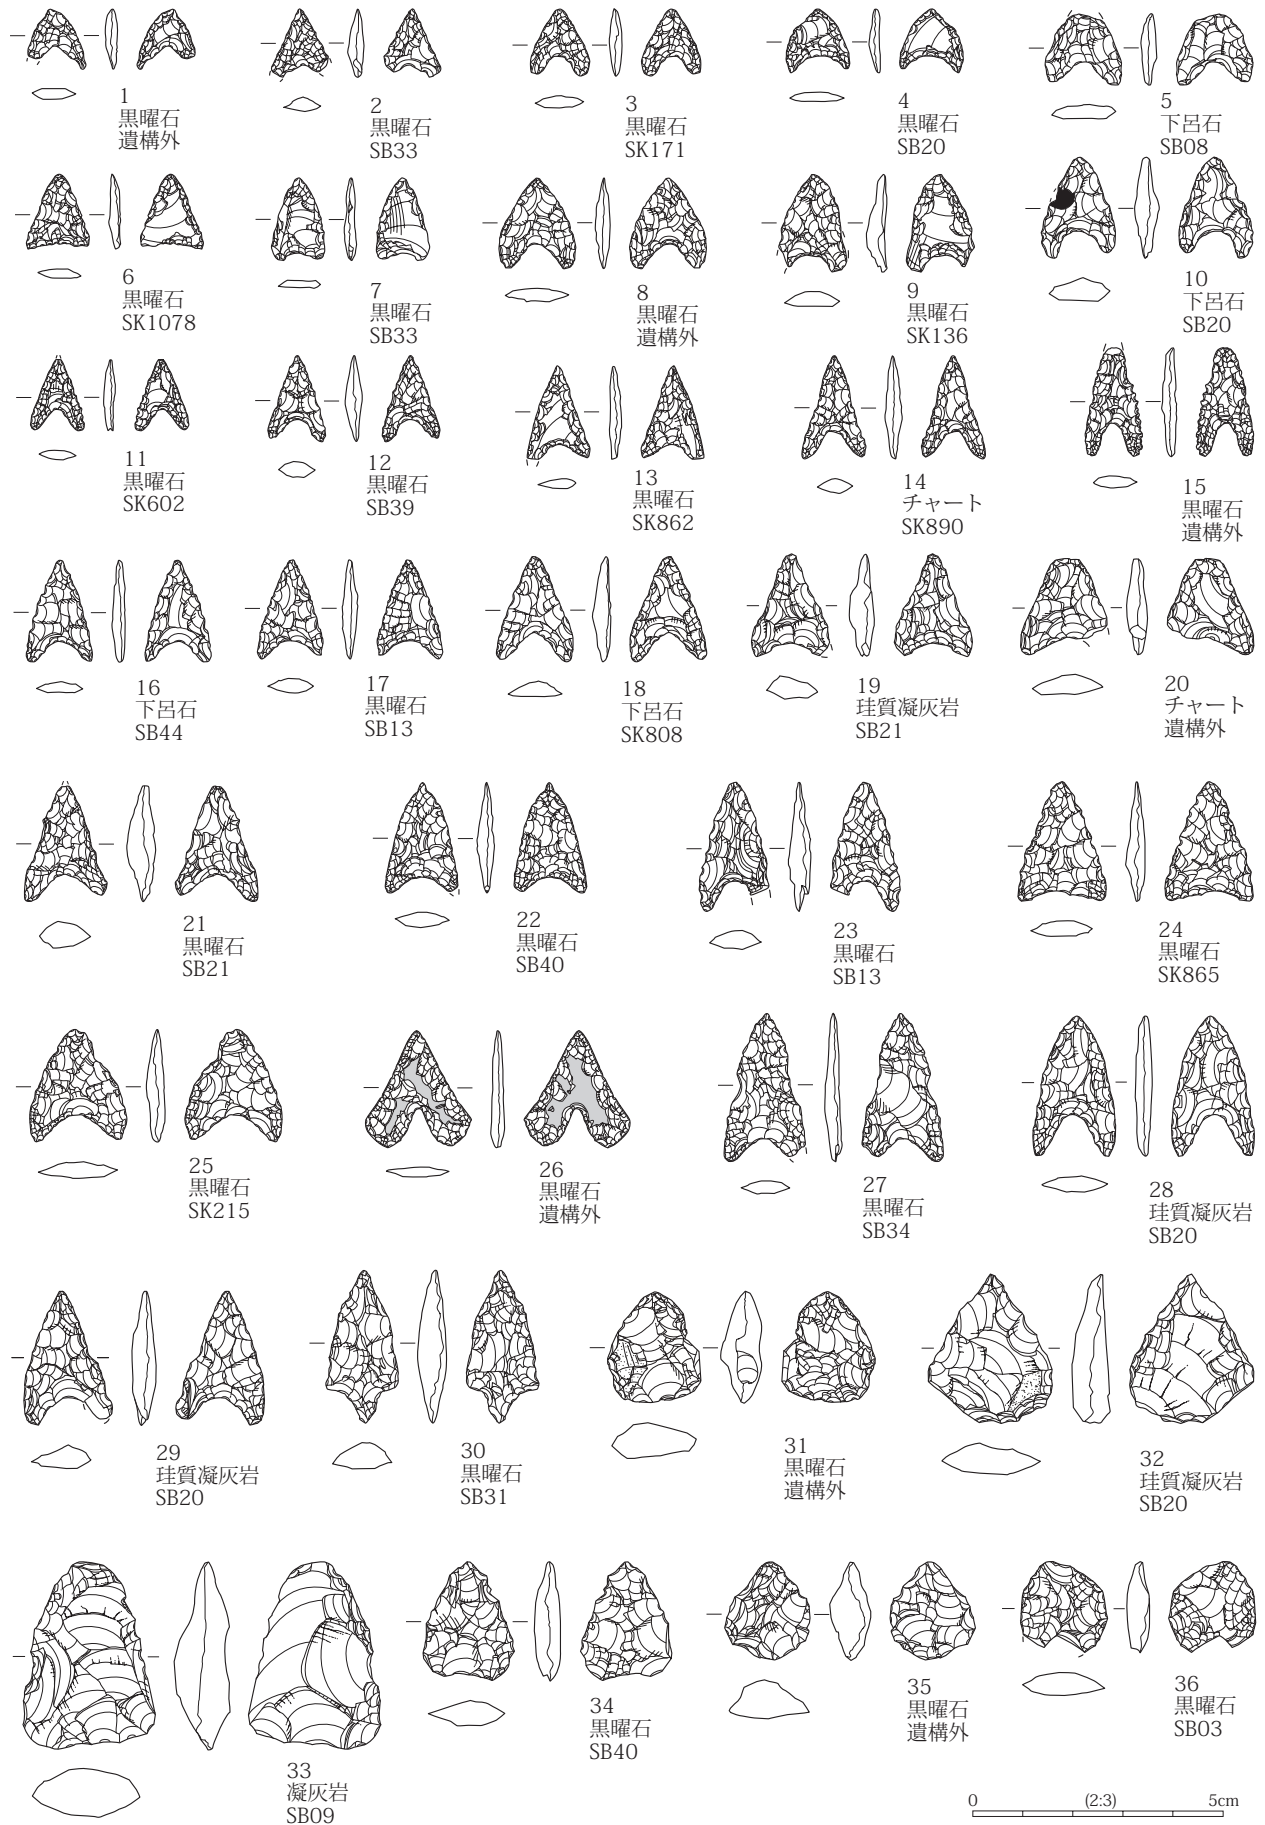 1
黒曜石
遺構外
2
黒曜石
SB33
3
黒曜石
SK171
4
黒曜石
SB20
5
下呂石
SB08
6
黒曜石
SK1078
7
黒曜石
SB33
8
黒曜石
遺構外
9
黒曜石
SK136
10
下呂石
SB20
11
黒曜石
SK602
12
黒曜石
SB39
13
黒曜石
SK862
14
チャート
SK890
15
黒曜石
遺構外
16
下呂石
SB44
17
黒曜石
SB13
18
下呂石
SK808
19
珪質凝灰岩
SB21
20
チャート
遺構外
21
黒曜石
SB21
22
黒曜石
SB40
23
黒曜石
SB13
24
黒曜石
SK865
25
黒曜石
SK215
26
黒曜石
遺構外
27
黒曜石
SB34
28
珪質凝灰岩
SB20
29
珪質凝灰岩
SB20
30
黒曜石
SB31
31
黒曜石
遺構外
32
珪質凝灰岩
SB20
33
凝灰岩
SB09
34
黒曜石
SB40
35
黒曜石
遺構外
36
黒曜石
SB03
0 (2:3) 5cm